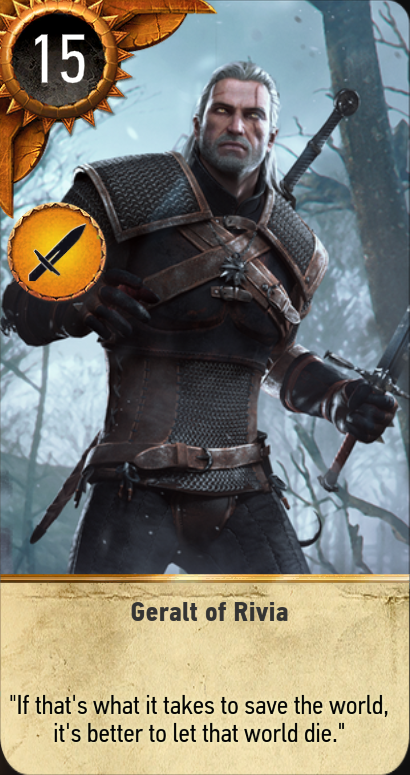 15
Geralt of Rivia
"If that's what it takes to save the world,
it's better to let that world die."